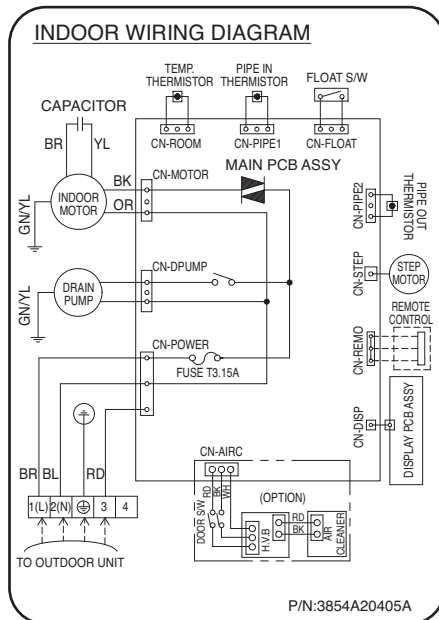 INDOOR WIRING DIAGRAM
TEMP. THERMISTOR
PIPE IN THERMISTOR
FLOAT S/W
CAPACITOR
CN-ROOM
CN-PIPE1
CN-FLOAT
BR
YL
MAIN PCB ASSY
CN-MOTOR
BK
OR
INDOOR MOTOR
GN/YL
CN-PIPE2
PIPE OUT THERMISTOR
CN-DPUMP
DRAIN PUMP
GN/YL
CN-STEP
STEP MOTOR
REMOTE CONTROL
CN-REMO
CN-POWER
FUSE T3.15A
CN-DISP
DISPLAY PCB ASSY
BR
BL
RD
1(L)
2(N)
3
4
TO OUTDOOR UNIT
CN-AIRC
RD
BK
WH
DOOR S/W
(OPTION)
H.V.B
RD
BK
AIR CLEANER
P/N:3854A20405A